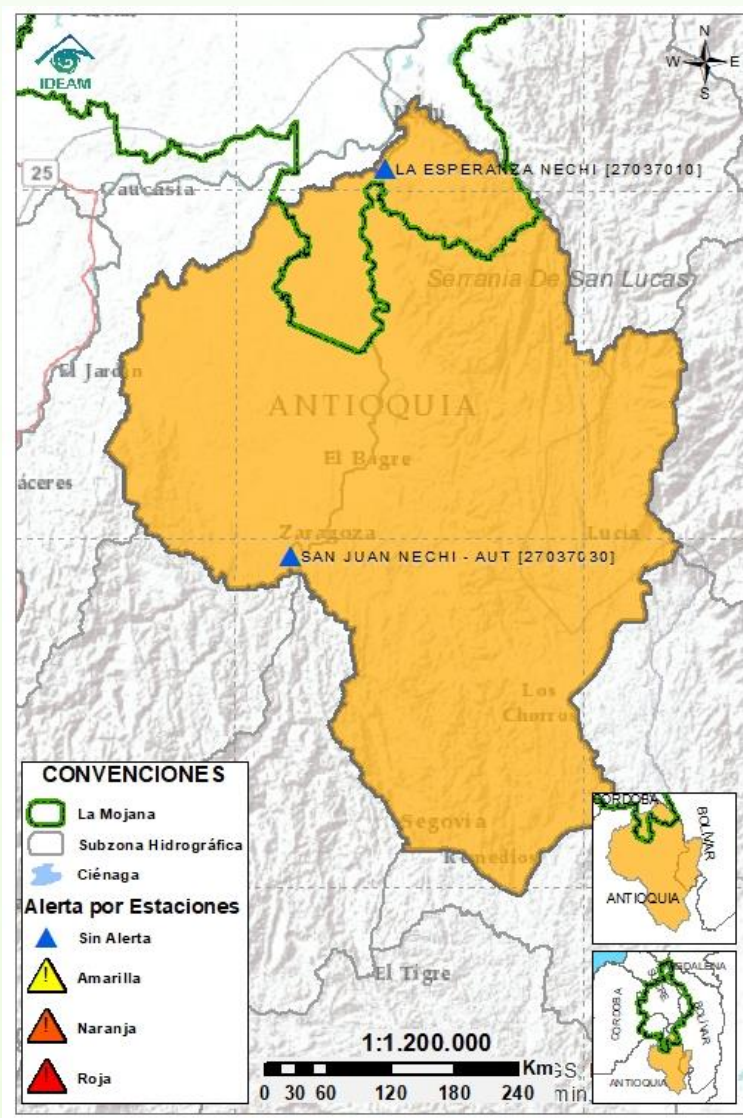 IDEAM
N
W E
S
25
Caucasia
LA ESPERANZA NECHI [27037010]
Serrania De San Lucas
El Jardín
ANTIOQUIA
El Bagre
áceres
Zaragoza
Lucia
SAN JUAN NECHI - AUT [27037030]
Los
Chorros
Segovia
Remedios
El Tigre
CONVENCIONES
La Mojana
Subzona Hidrográfica
Ciénaga
Alerta por Estaciones
Sin Alerta
Amarilla
Naranja
Roja
1:1.200.000
Km
0 30 60 120 180 240
CÓRDOBA
BOLÍVAR
ANTIOQUIA
SUCRE
CÓRDOBA
BOLÍVAR
ANTIOQUIA